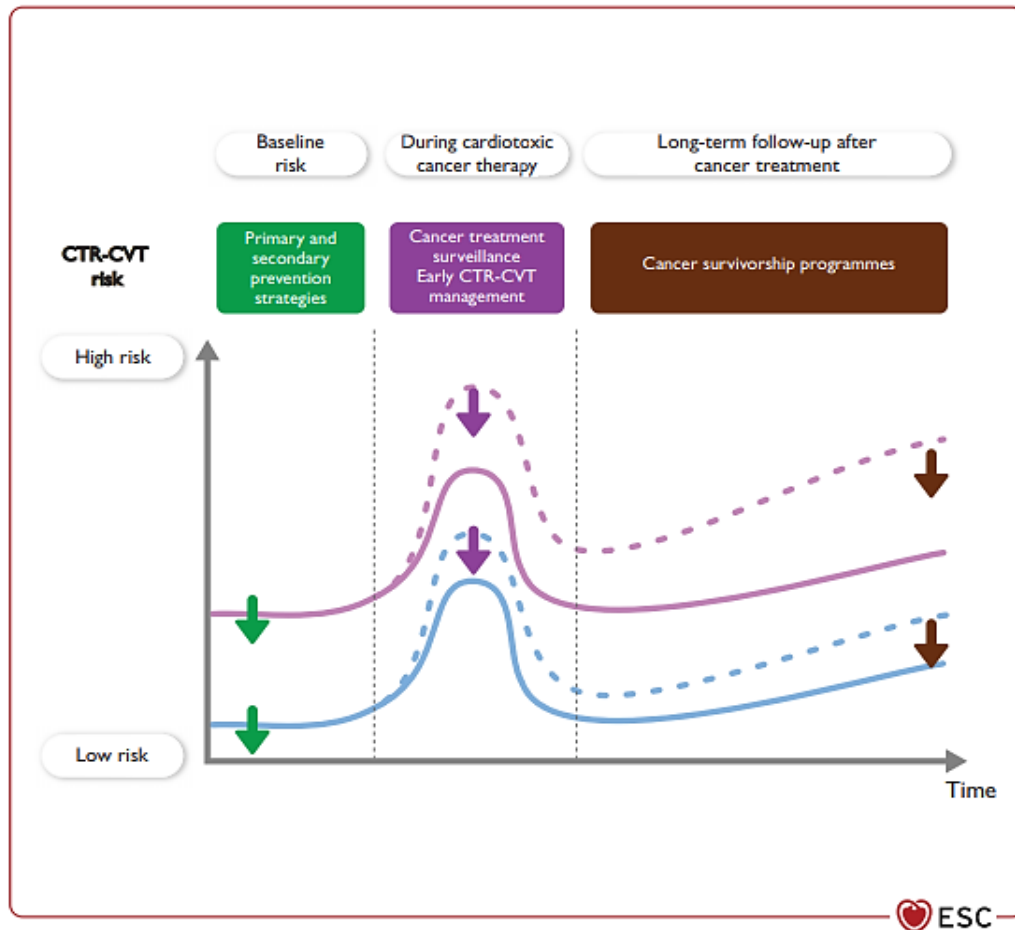 Baseline
risk
During cardiotoxic
cancer therapy
Long-term follow-up after
cancer treatment
CTR-CVT
risk
Primary and
secondary
prevention
strategies
Cancer treatment
surveillance
Early CTR-CVT
management
Cancer survivorship programmes
High risk
Low risk
Time
ESC